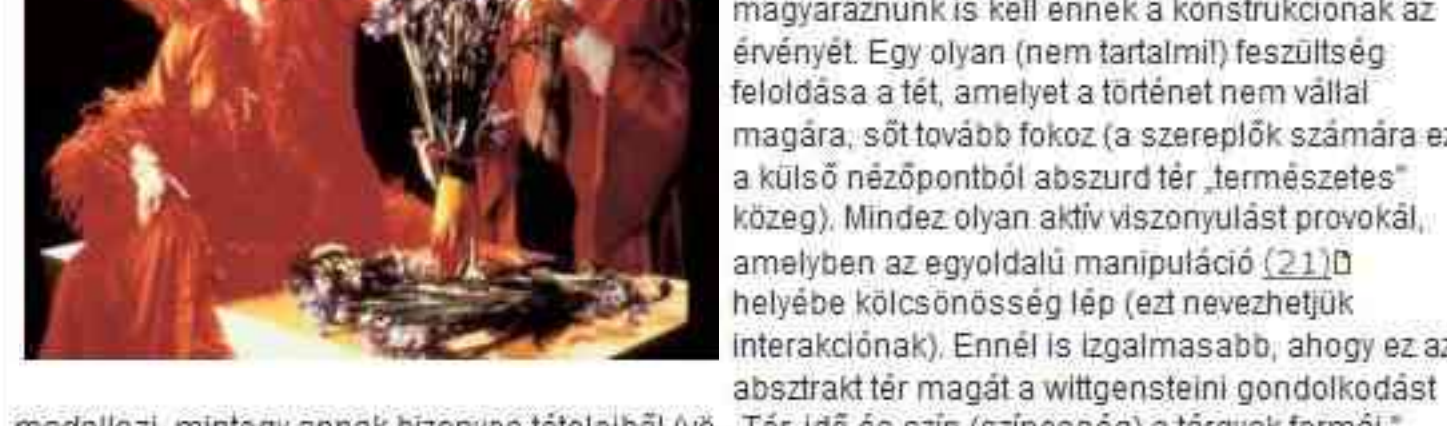 magyaráznunk is kell ennek a konstrukciónak az
érvényét. Egy olyan (nem tartalmi!) feszültség
feloldása a tét, amelyet a történet nem vállal
magára, sőt tovább fokoz (a szereplők számára ez
a külső nézőpontból abszurd tér „természetes”
közeg). Mindez olyan aktív viszonyulást provokál,
amelyben az egyoldalú manipuláció (21)
helyébe kölcsönösség lép (ezt nevezhetjük
interakciónak). Ennél is izgalmasabb, ahogy ez az
absztrakt tér magát a wittgensteini gondolkodást
modellezi, mintegy annak bizonyos tételeiből (vö. „Tér, idő és szín (színesség) a tárgyak formái.”